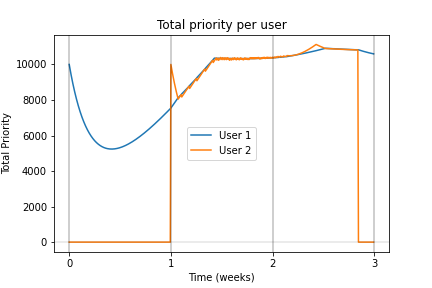 Total priority per user
Total Priority
10000
8000
6000
4000
2000
0
User 1
User 2
0
1
2
3
Time (weeks)